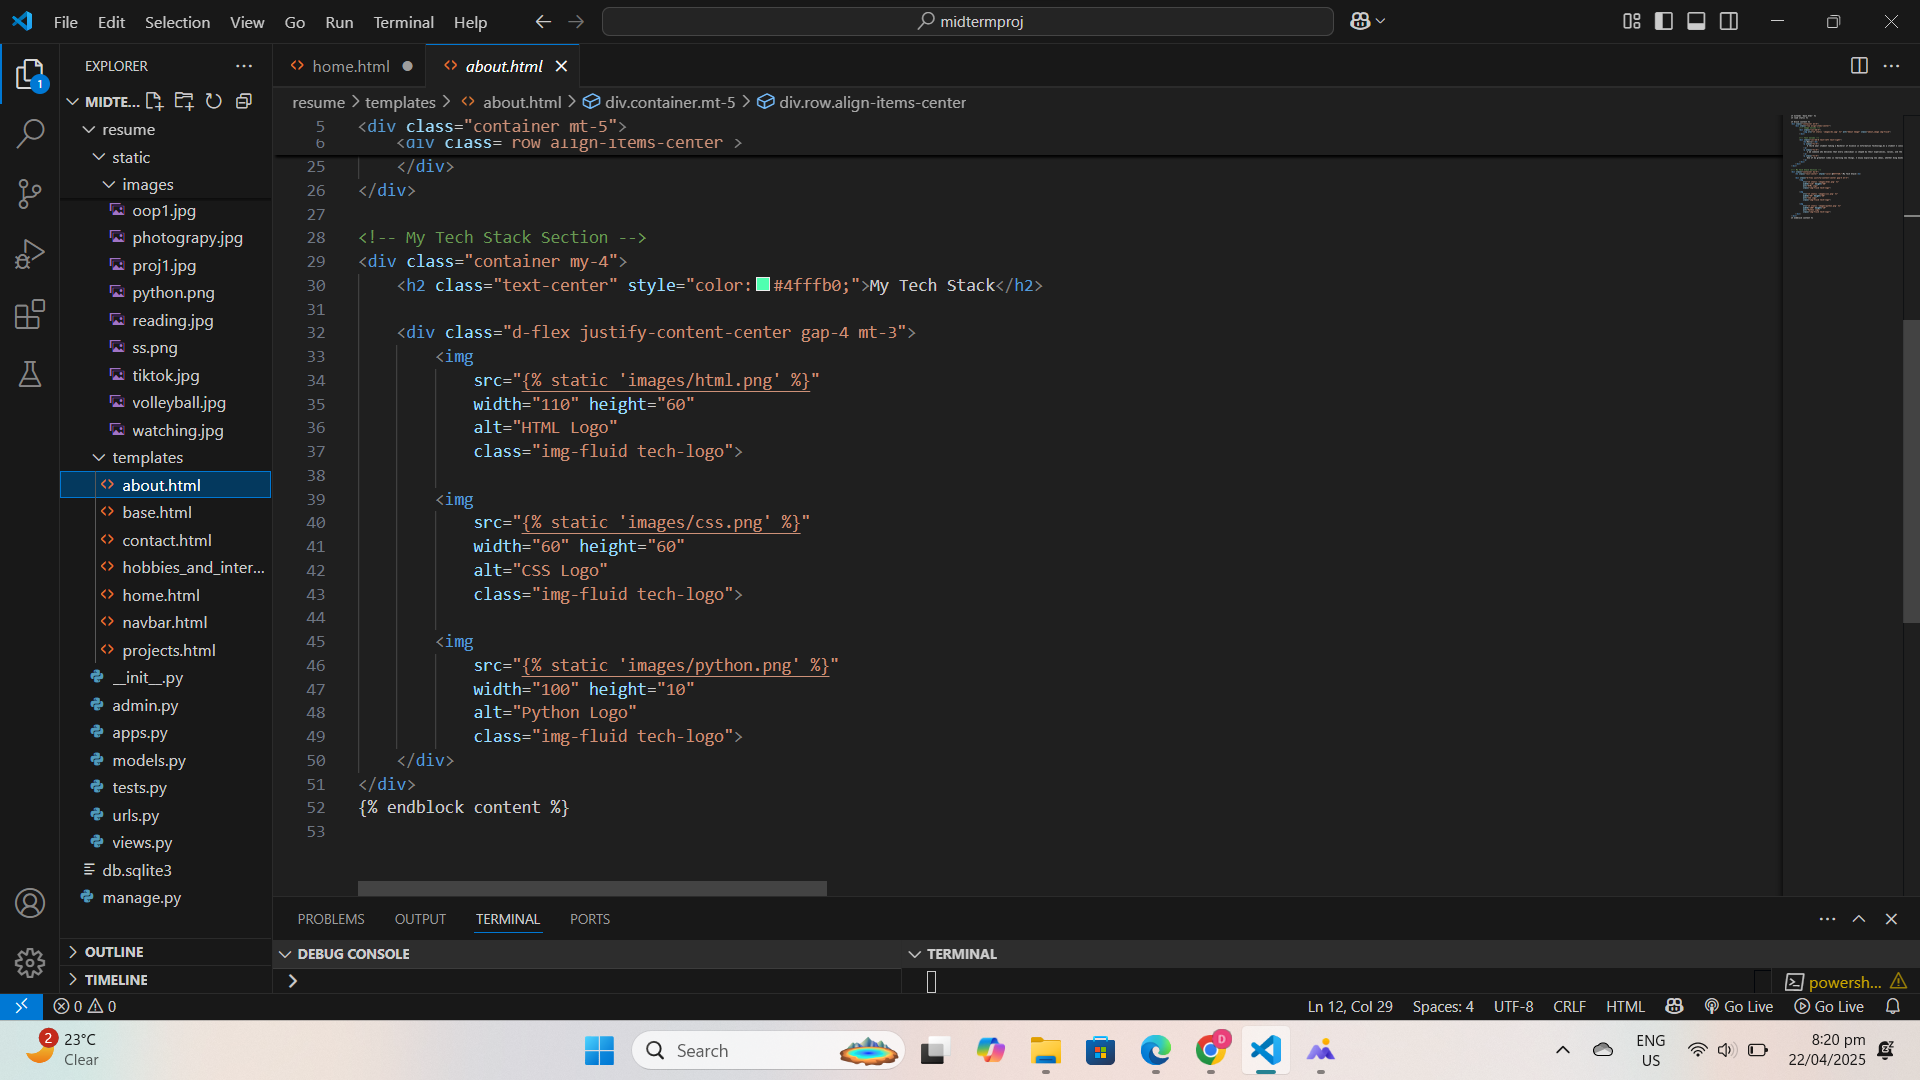 File Edit Selection View Go Run Terminal Help
midtermproj
EXPLORER
home.html
about.html
1
MIDTE...
resume > templates > about.html > div.container.mt-5 > div.row.align-items-center
resume
static
images
oop1.jpg
photograpy.jpg
proj1.jpg
python.png
reading.jpg
ss.png
tiktok.jpg
volleyball.jpg
watching.jpg
templates
about.html
base.html
contact.html
hobbies_and_inter...
home.html
navbar.html
projects.html
__init__.py
admin.py
apps.py
models.py
tests.py
urls.py
views.py
db.sqlite3
manage.py
OUTLINE
TIMELINE
5 <div class="container mt-5">
6 <div class="row align-items-center">
25 </div>
26 </div>
27
28 <!-- My Tech Stack Section -->
29 <div class="container my-4">
30 <h2 class="text-center" style="color:#4fffb0;">My Tech Stack</h2>
31
32 <div class="d-flex justify-content-center gap-4 mt-3">
33 <img
34 src="{% static 'images/html.png' %}"
35 width="110" height="60"
36 alt="HTML Logo"
37 class="img-fluid tech-logo">
38
39 <img
40 src="{% static 'images/css.png' %}"
41 width="60" height="60"
42 alt="CSS Logo"
43 class="img-fluid tech-logo">
44
45 <img
46 src="{% static 'images/python.png' %}"
47 width="100" height="10"
48 alt="Python Logo"
49 class="img-fluid tech-logo">
50 </div>
51 </div>
52 {% endblock content %}
53
PROBLEMS OUTPUT TERMINAL PORTS
DEBUG CONSOLE
TERMINAL
powersh...
0 0
Ln 12, Col 29 Spaces: 4 UTF-8 CRLF HTML Go Live Go Live
2
23°C
Clear
Search
D
ENG
US
8:20 pm
22/04/2025